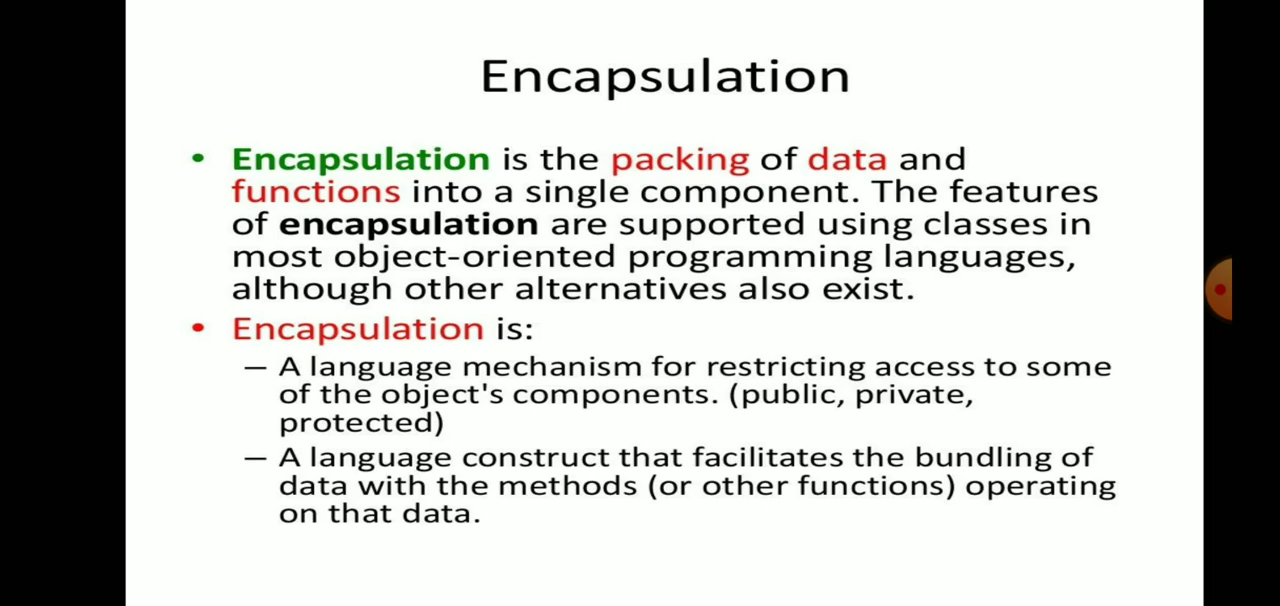 Encapsulation
• Encapsulation is the packing of data and
functions into a single component. The features
of encapsulation are supported using classes in
most object-oriented programming languages,
although other alternatives also exist.
• Encapsulation is:
– A language mechanism for restricting access to some
of the object's components. (public, private,
protected)
– A language construct that facilitates the bundling of
data with the methods (or other functions) operating
on that data.